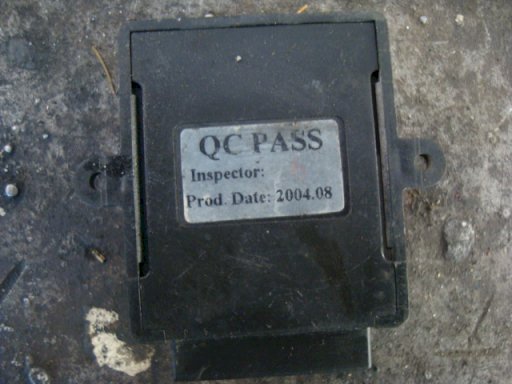 QC PASS
Inspector:
Prod. Date: 2004.08